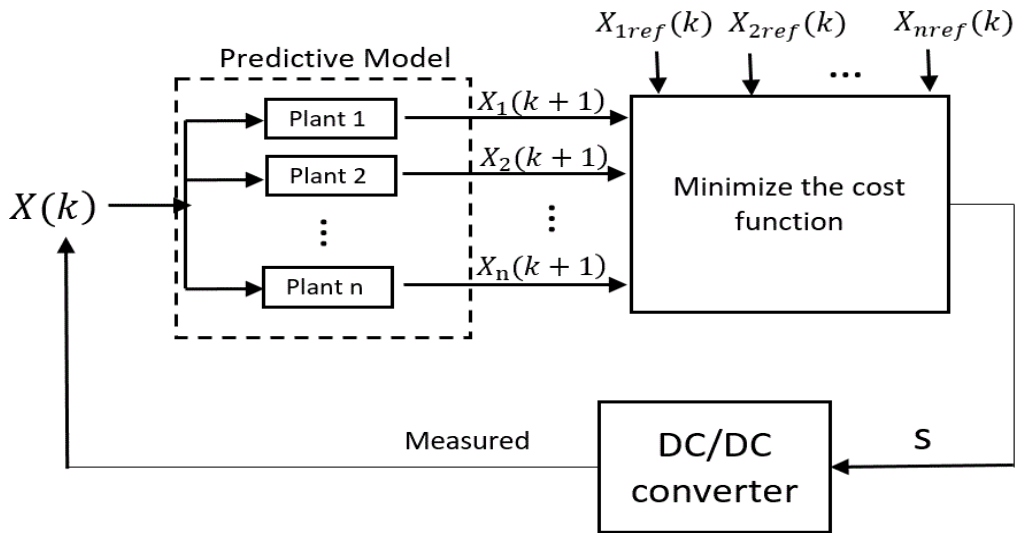 X₁ref(k) X₂ref(k) ... Xₙref(k)
Predictive Model
Plant 1
X₁(k + 1)
Plant 2
X₂(k + 1)
X(k)
⋮
⋮
Minimize the cost
function
Plant n
Xₙ(k + 1)
Measured
DC/DC
converter
S